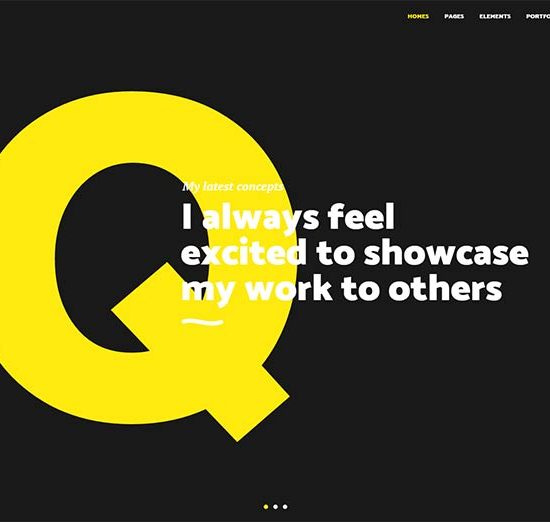 HOMES PAGES ELEMENTS PORTFO
Q
My latest concepts
I always feel
excited to showcase
my work to others